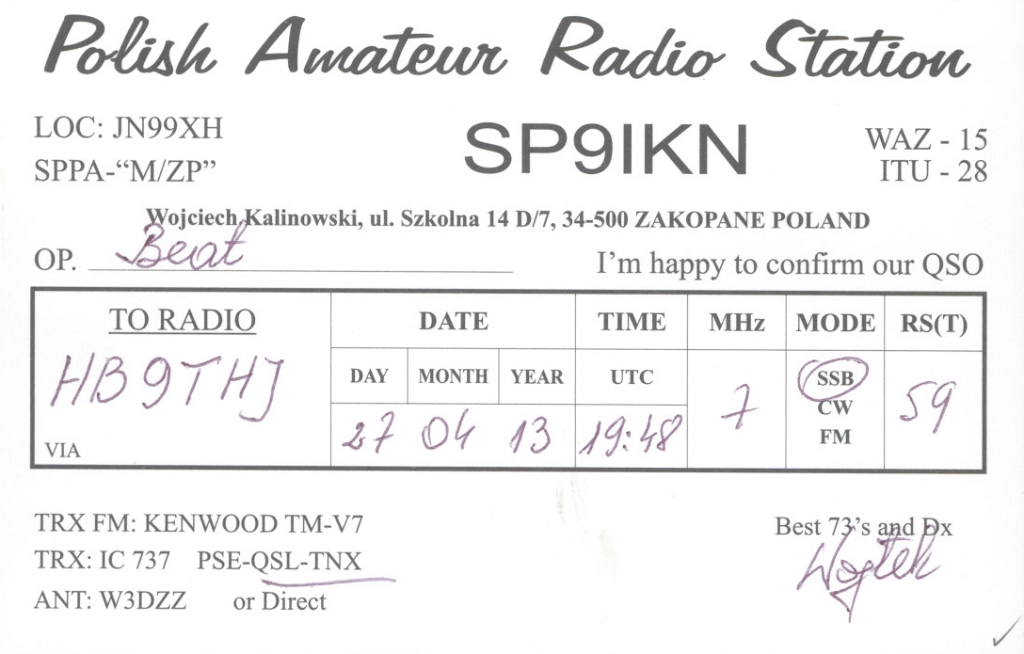 Polish Amateur Radio Station
LOC: JN99XH
SP9IKN
WAZ - 15
SPPA-“M/ZP”
ITU - 28
Wojciech Kalinowski, ul. Szkolna 14 D/7, 34-500 ZAKOPANE POLAND
OP. Beat
I'm happy to confirm our QSO
TO RADIO DATE TIME MHz MODE RS(T)
HB9THJ
DAY MONTH YEAR UTC
27 04 13 19:48 7 SSB 59
CW
FM
VIA
TRX FM: KENWOOD TM-V7
TRX: IC 737 PSE-QSL-TNX
ANT: W3DZZ or Direct
Best 73's and Dx
Wojtek